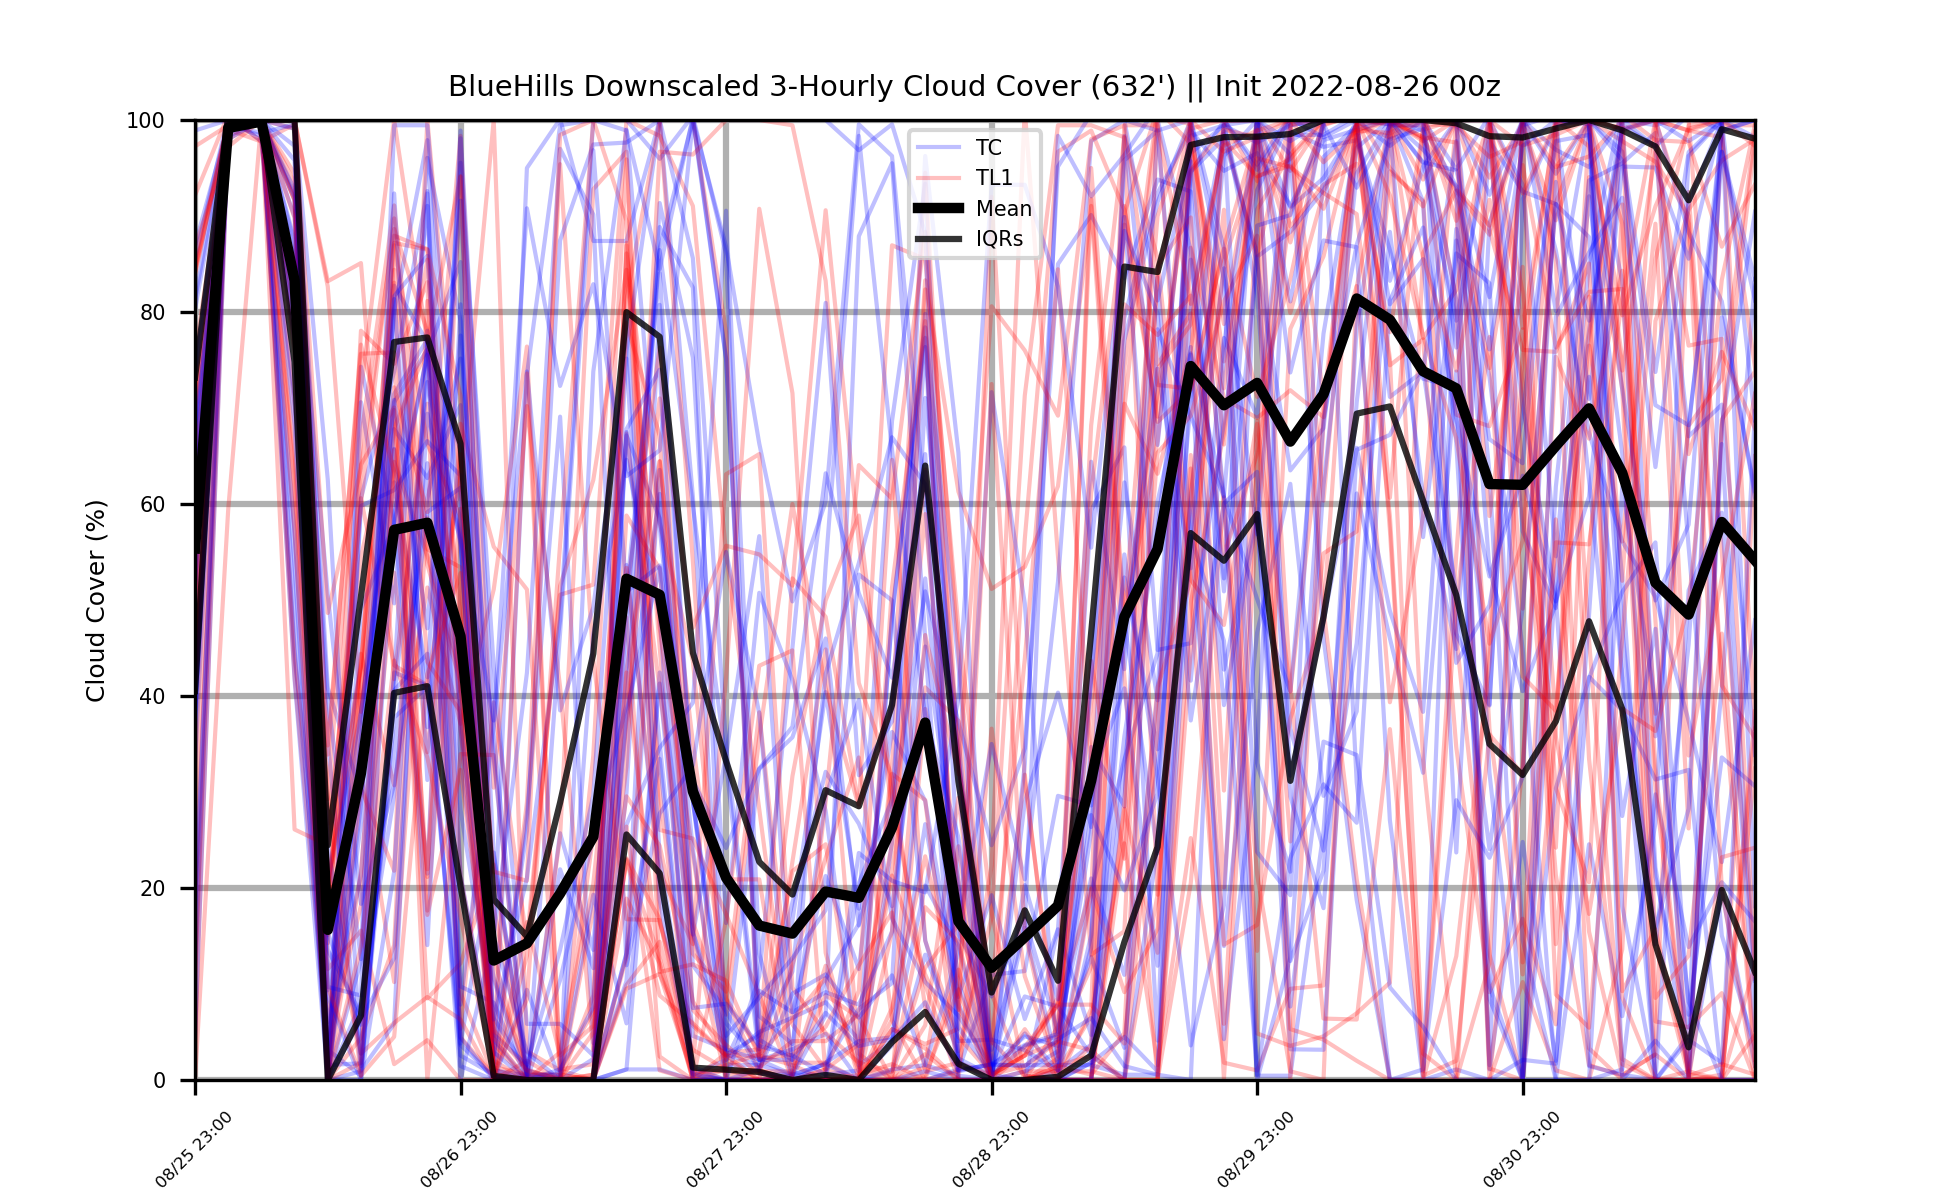 BlueHills Downscaled 3-Hourly Cloud Cover (632') || Init 2022-08-26 00z
TC
TL1
Mean
IQRs
Cloud Cover (%)
100
80
60
40
20
0
08/25 23:00
08/26 23:00
08/27 23:00
08/28 23:00
08/29 23:00
08/30 23:00